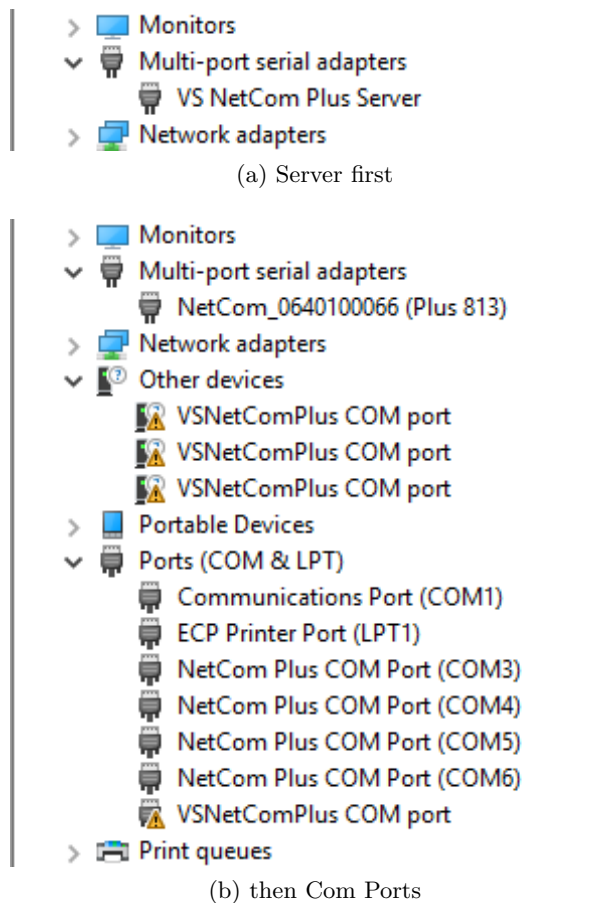 Monitors
Multi-port serial adapters
VS NetCom Plus Server
Network adapters
(a) Server first
Monitors
Multi-port serial adapters
NetCom_0640100066 (Plus 813)
Network adapters
Other devices
VSNetComPlus COM port
VSNetComPlus COM port
VSNetComPlus COM port
Portable Devices
Ports (COM & LPT)
Communications Port (COM1)
ECP Printer Port (LPT1)
NetCom Plus COM Port (COM3)
NetCom Plus COM Port (COM4)
NetCom Plus COM Port (COM5)
NetCom Plus COM Port (COM6)
VSNetComPlus COM port
Print queues
(b) then Com Ports